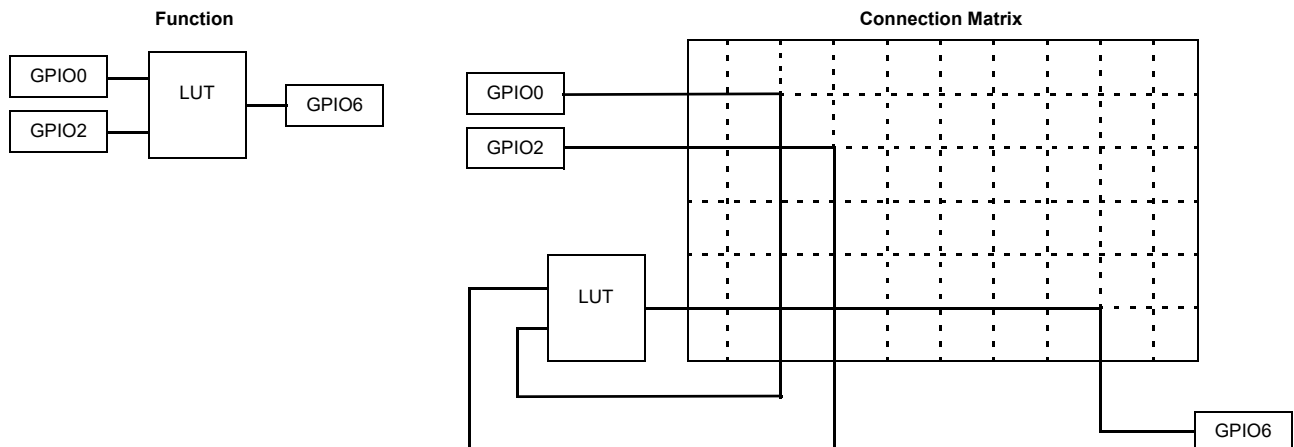 Function
GPIO0
GPIO2
LUT
GPIO6
Connection Matrix
GPIO0
GPIO2
LUT
GPIO6